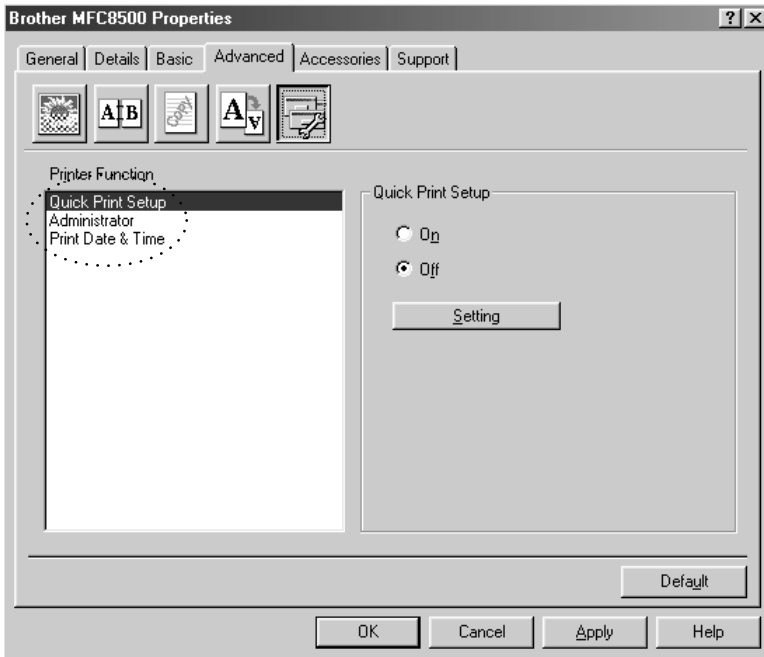 Brother MFC8500 Properties
General Details Basic Advanced Accessories Support
A B Copy A A
Printer Function
Quick Print Setup
Administrator
Print Date & Time
Quick Print Setup
On
Off
Setting
Default
OK Cancel Apply Help